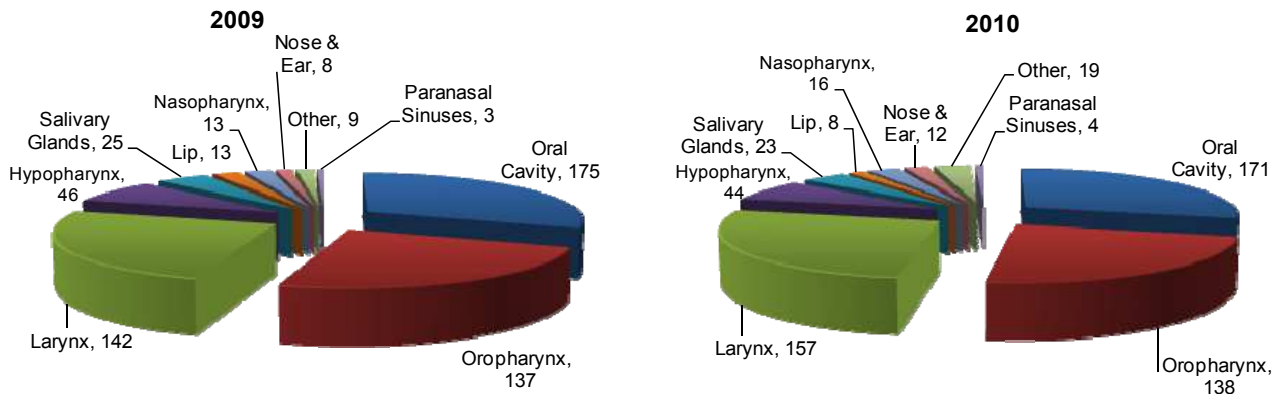 2009
Nose &
Ear, 8
Nasopharynx,
13
Other, 9
Paranasal
Sinuses, 3
Salivary
Glands, 25
Lip, 13
Hypopharynx,
46
Oral
Cavity, 175
Larynx, 142
Oropharynx,
137
2010
Nasopharynx,
16
Other, 19
Nose &
Ear, 12
Paranasal
Sinuses, 4
Salivary
Glands, 23
Lip, 8
Hypopharynx,
44
Oral
Cavity, 171
Larynx, 157
Oropharynx,
138